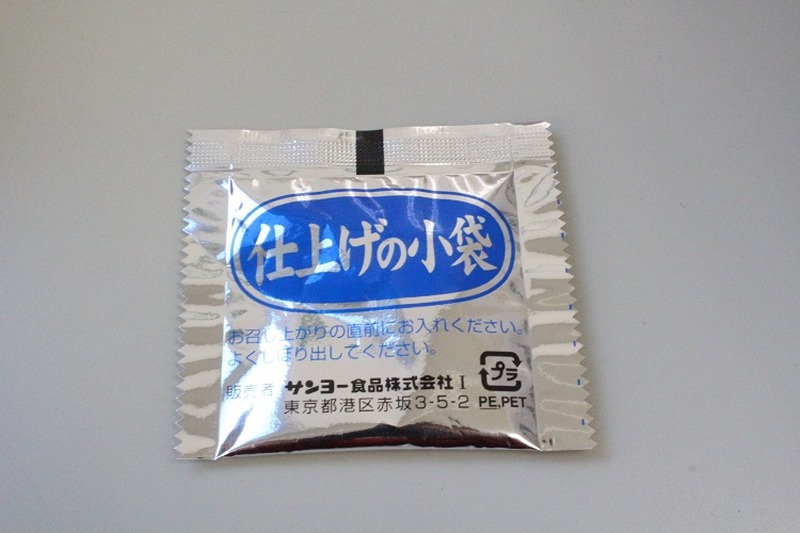 仕上げの小袋
お召し上がりの直前にお入れください。
よくしぼり出してください。
販売者 サンヨー食品株式会社 I
東京都港区赤坂3-5-2
プラ
PE,PET